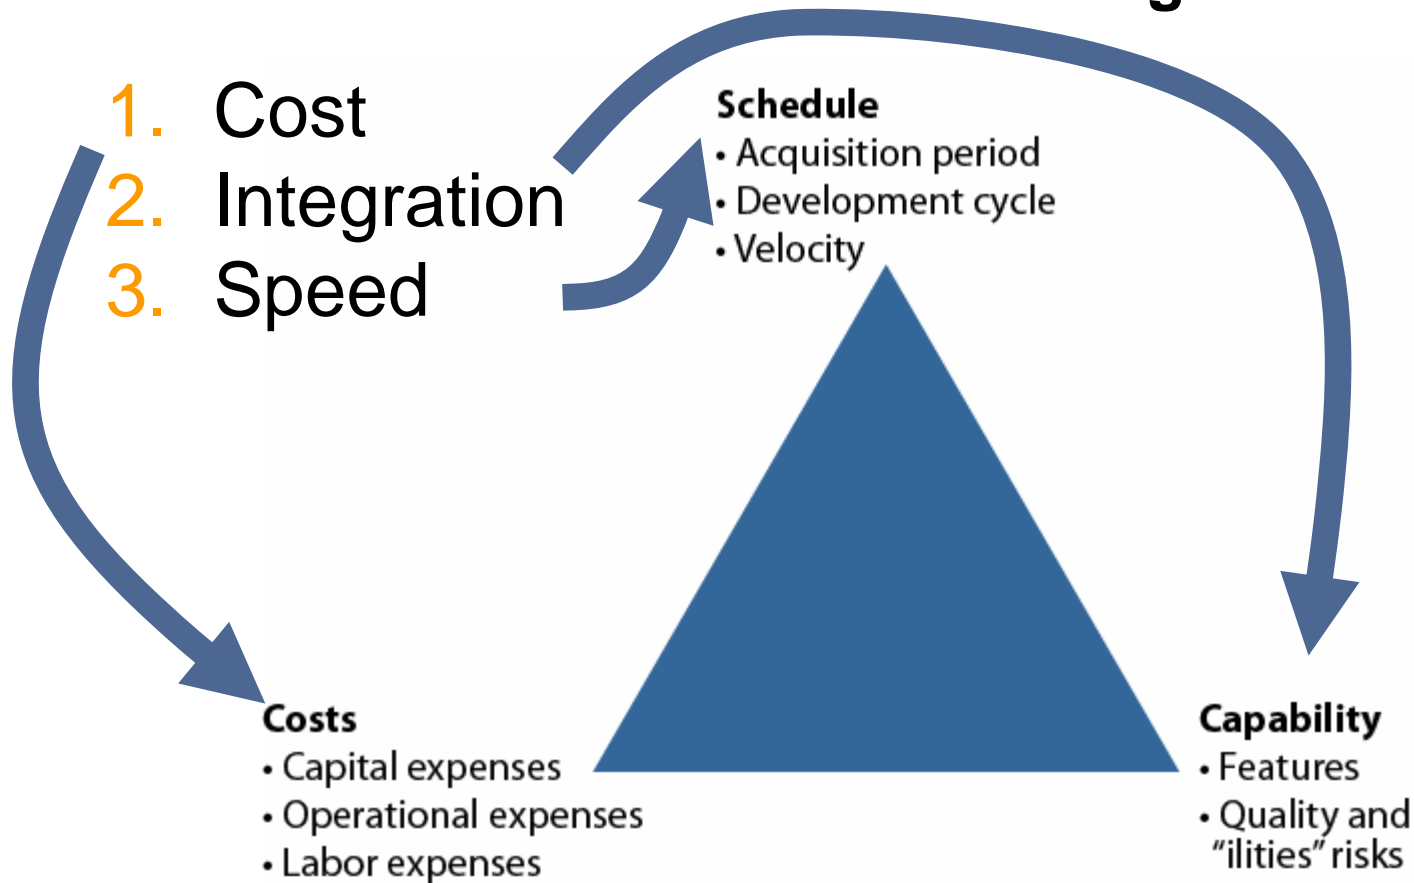 1. Cost
2. Integration
3. Speed
Schedule
• Acquisition period
• Development cycle
• Velocity
Costs
• Capital expenses
• Operational expenses
• Labor expenses
Capability
• Features
• Quality and
"ilities" risks